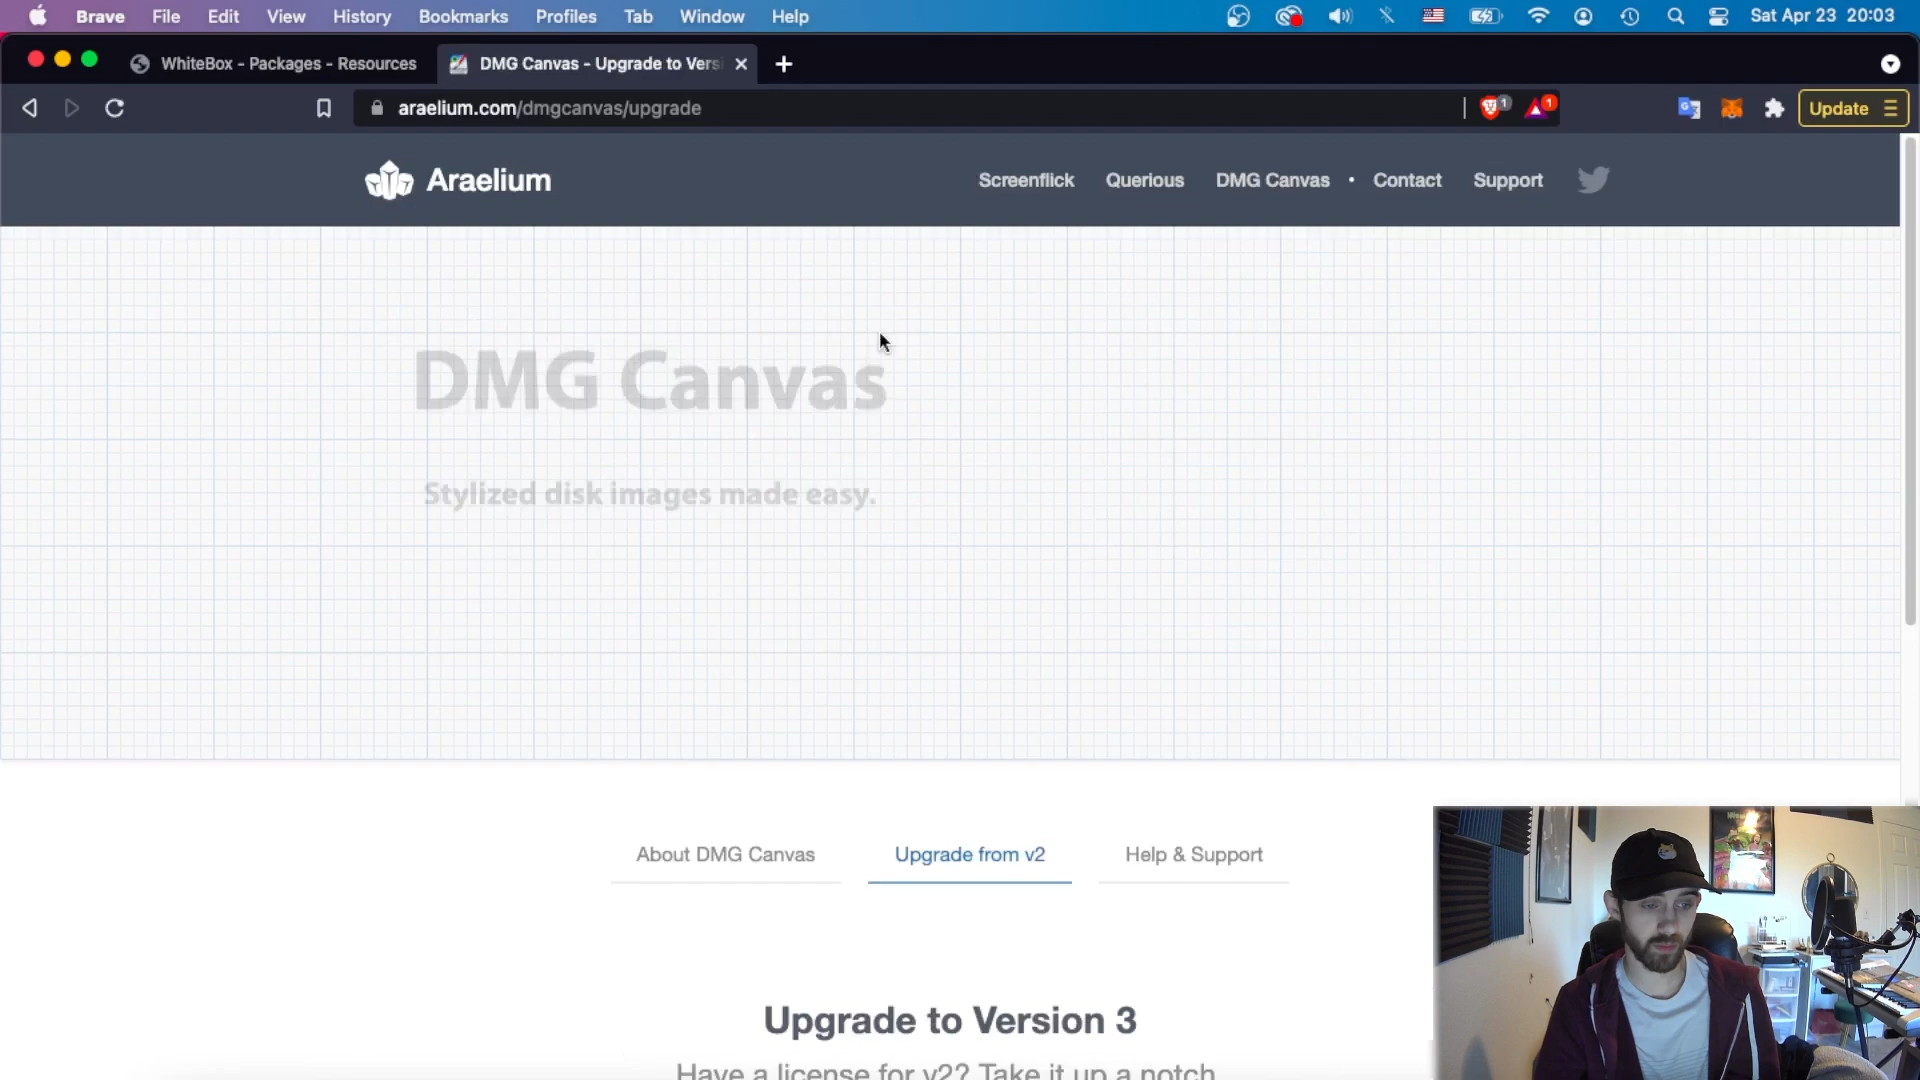 Brave File Edit View History Bookmarks Profiles Tab Window Help Sat Apr 23 20:03
WhiteBox - Packages - Resources
DMG Canvas - Upgrade to Vers
araelium.com/dmgcanvas/upgrade
1
1
Update
Araelium
Screenflick Querious DMG Canvas • Contact Support
DMG Canvas
Stylized disk images made easy.
About DMG Canvas Upgrade from v2 Help & Support
Upgrade to Version 3
Have a license for v2? Take it up a notch